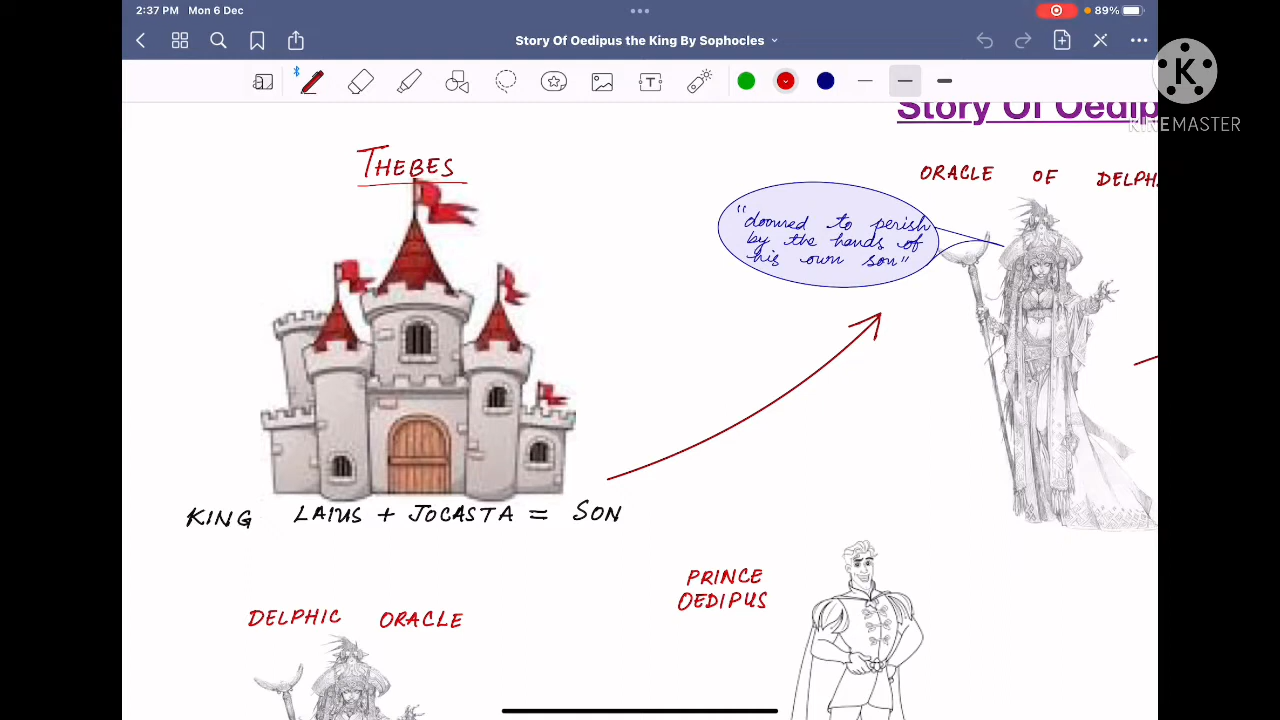 2:37 PM Mon 6 Dec
89%
Story Of Oedipus the King By Sophocles
K
KINEMASTER
T
Story Of Oedip
THEBES
ORACLE OF DELPH
"doomed to perish
by the hands of
his own son"
KING LAIUS + JOCASTA = SON
PRINCE
OEDIPUS
DELPHIC ORACLE